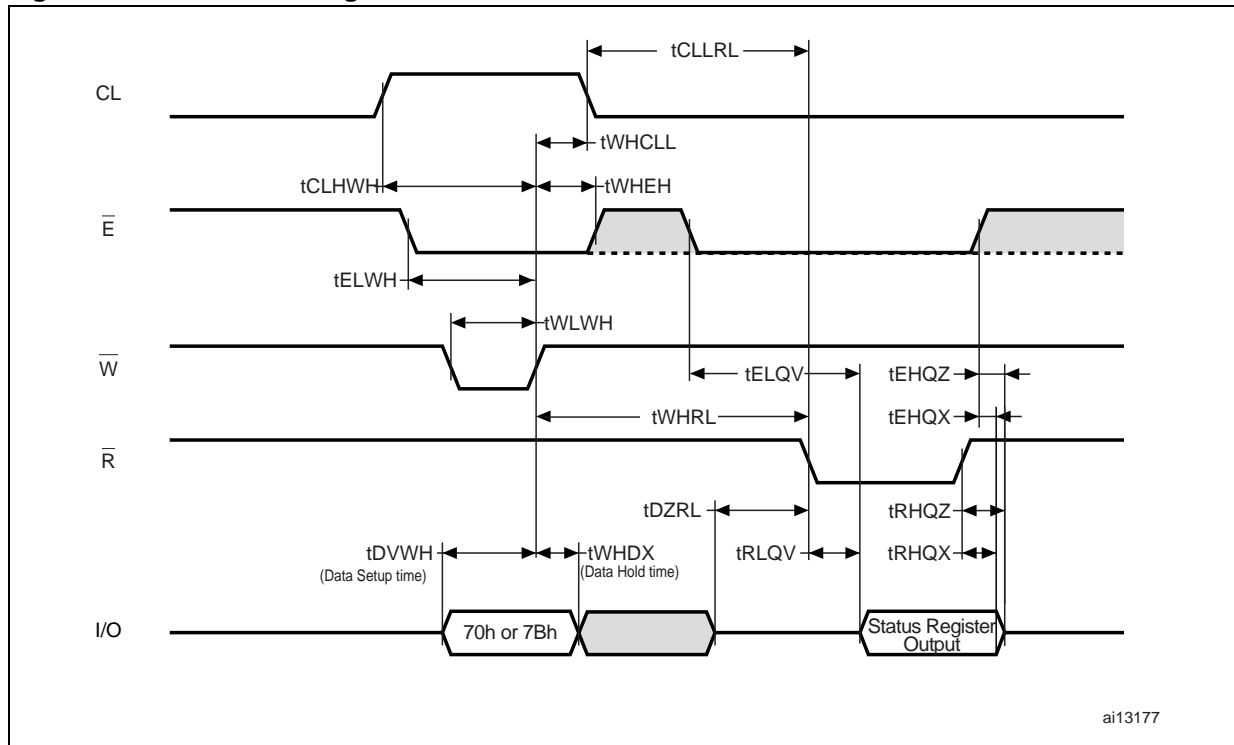 tCLLRL
CL
tWHCLL
tCLHWH
tWHEH
E
tELWH
tWLWH
W
tELQV
tEHQZ
tWHRL
tEHQX
R
tDZRL
tRHQZ
tDVWH
tWHDX
tRLQV
tRHQX
(Data Setup time)
(Data Hold time)
I/O
70h or 7Bh
Status Register
Output
ai13177